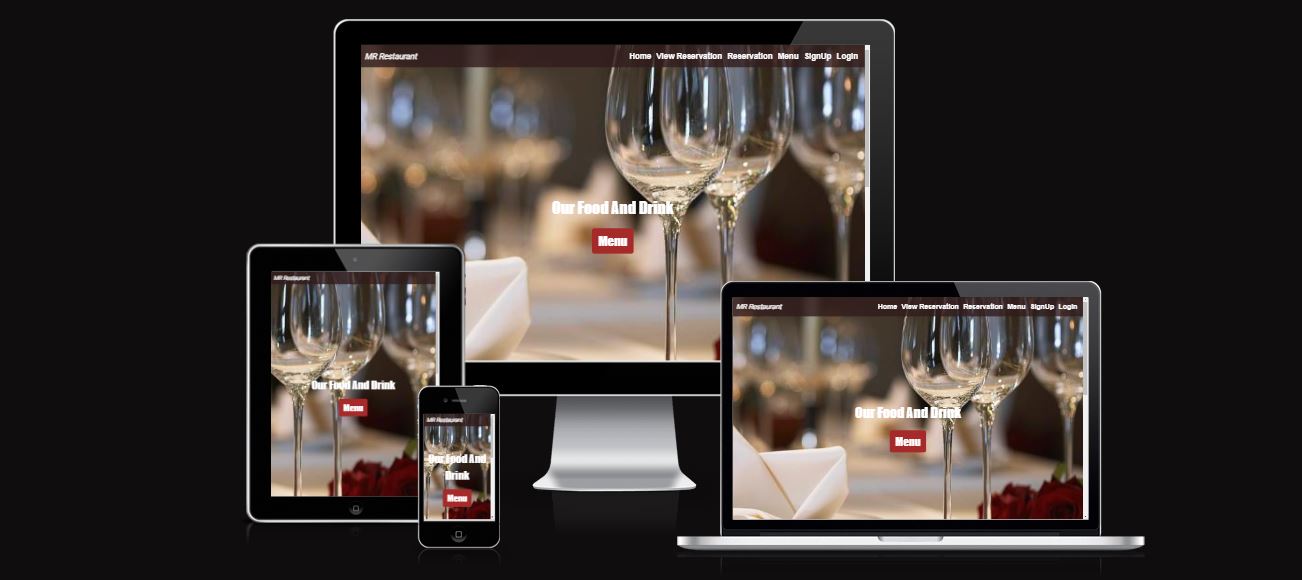 MR Restaurant
Home View Reservation Reservation Menu SignUp Login
Our Food And Drink
Menu
MR Restaurant
Our Food And Drink
Menu
MR Restaurant
Our Food And
Drink
Menu
MR Restaurant
Home View Reservation Reservation Menu SignUp Login
Our Food And Drink
Menu